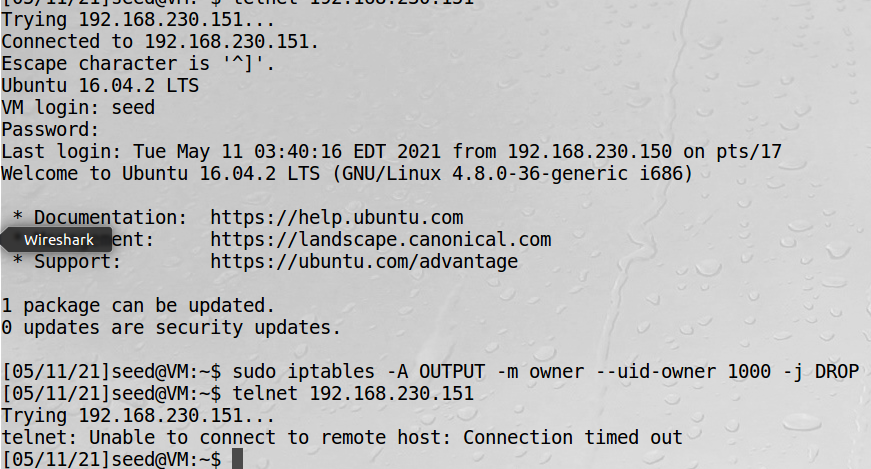 [05/11/21]seed@VM:~$ telnet 192.168.230.151
Trying 192.168.230.151...
Connected to 192.168.230.151.
Escape character is '^]'.
Ubuntu 16.04.2 LTS
VM login: seed
Password:
Last login: Tue May 11 03:40:16 EDT 2021 from 192.168.230.150 on pts/17
Welcome to Ubuntu 16.04.2 LTS (GNU/Linux 4.8.0-36-generic i686)
* Documentation: https://help.ubuntu.com
Wireshark
ent: https://landscape.canonical.com
* Support: https://ubuntu.com/advantage
1 package can be updated.
0 updates are security updates.
[05/11/21]seed@VM:~$ sudo iptables -A OUTPUT -m owner --uid-owner 1000 -j DROP
[05/11/21]seed@VM:~$ telnet 192.168.230.151
Trying 192.168.230.151...
telnet: Unable to connect to remote host: Connection timed out
[05/11/21]seed@VM:~$